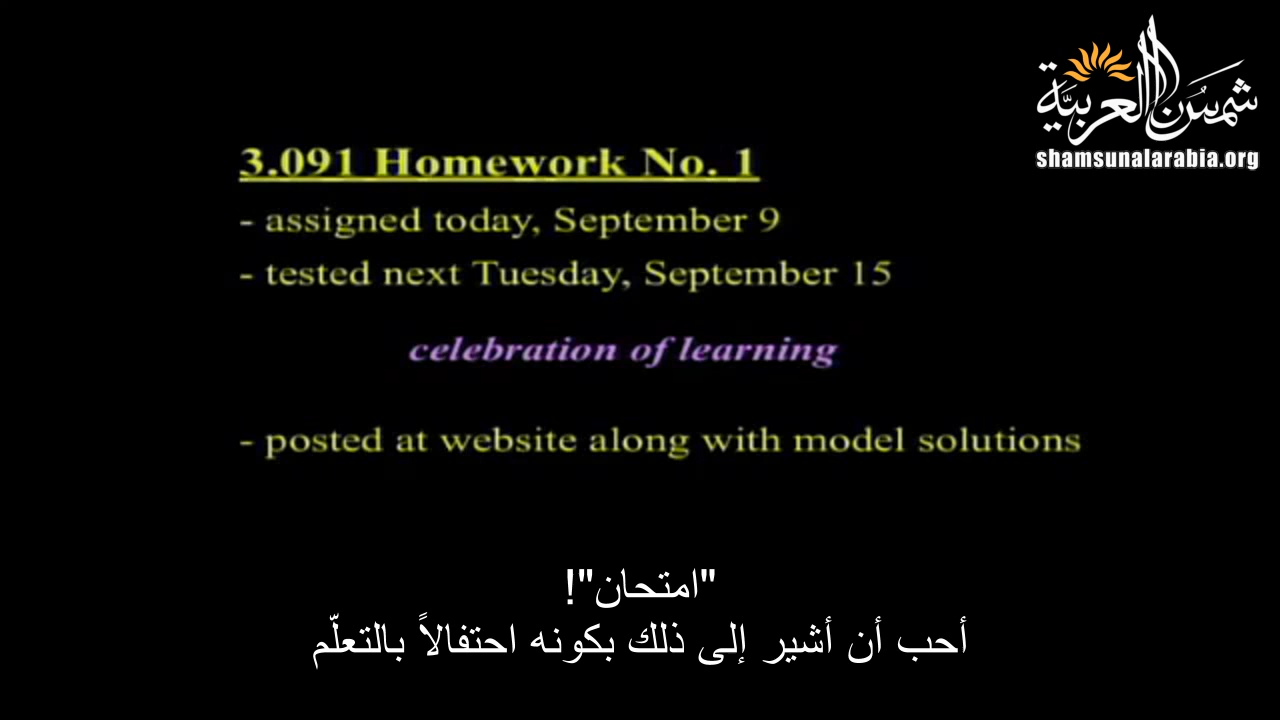 شمسُ العربيّة
shamsunalarabia.org
3.091 Homework No. 1
- assigned today, September 9
- tested next Tuesday, September 15
celebration of learning
- posted at website along with model solutions
"امتحان"!
أحب أن أشير إلى ذلك بكونه احتفالاً بالتعلّم